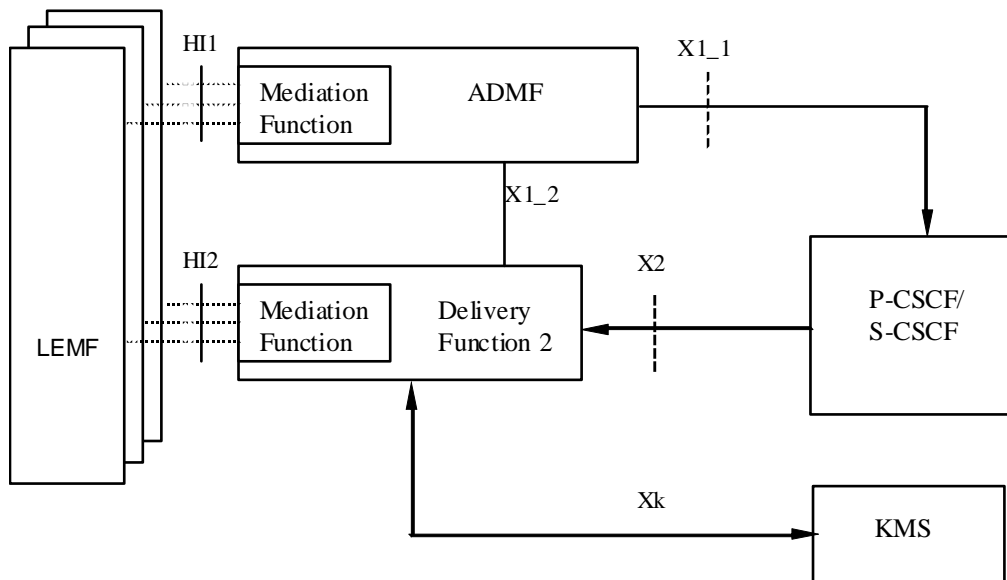 HI1
X1_1
Mediation
Function
ADMF
X1_2
HI2
X2
Mediation
Function
Delivery
Function 2
P-CSCF/
S-CSCF
LEMF
Xk
KMS